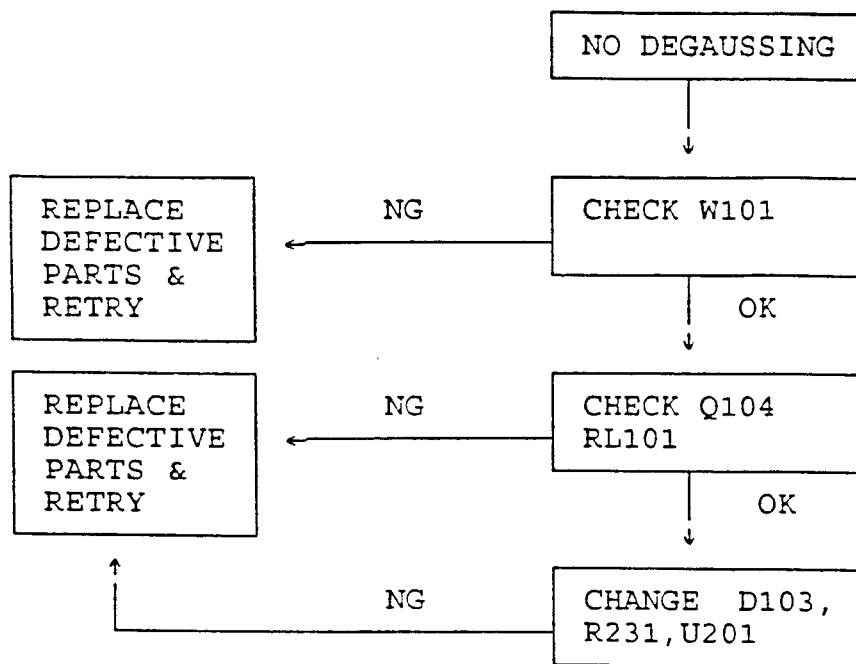 NO DEGAUSSING
REPLACE
DEFECTIVE
PARTS &
RETRY
NG
CHECK W101
OK
REPLACE
DEFECTIVE
PARTS &
RETRY
NG
CHECK Q104
RL101
OK
NG
CHANGE D103,
R231,U201